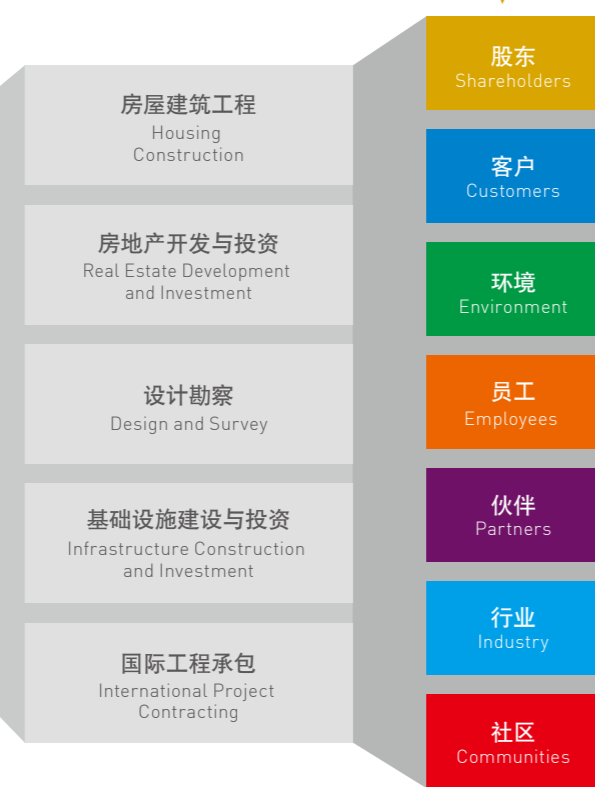 房屋建筑工程
Housing
Construction
房地产开发与投资
Real Estate Development
and Investment
设计勘察
Design and Survey
基础设施建设与投资
Infrastructure Construction
and Investment
国际工程承包
International Project
Contracting
股东
Shareholders
客户
Customers
环境
Environment
员工
Employees
伙伴
Partners
行业
Industry
社区
Communities